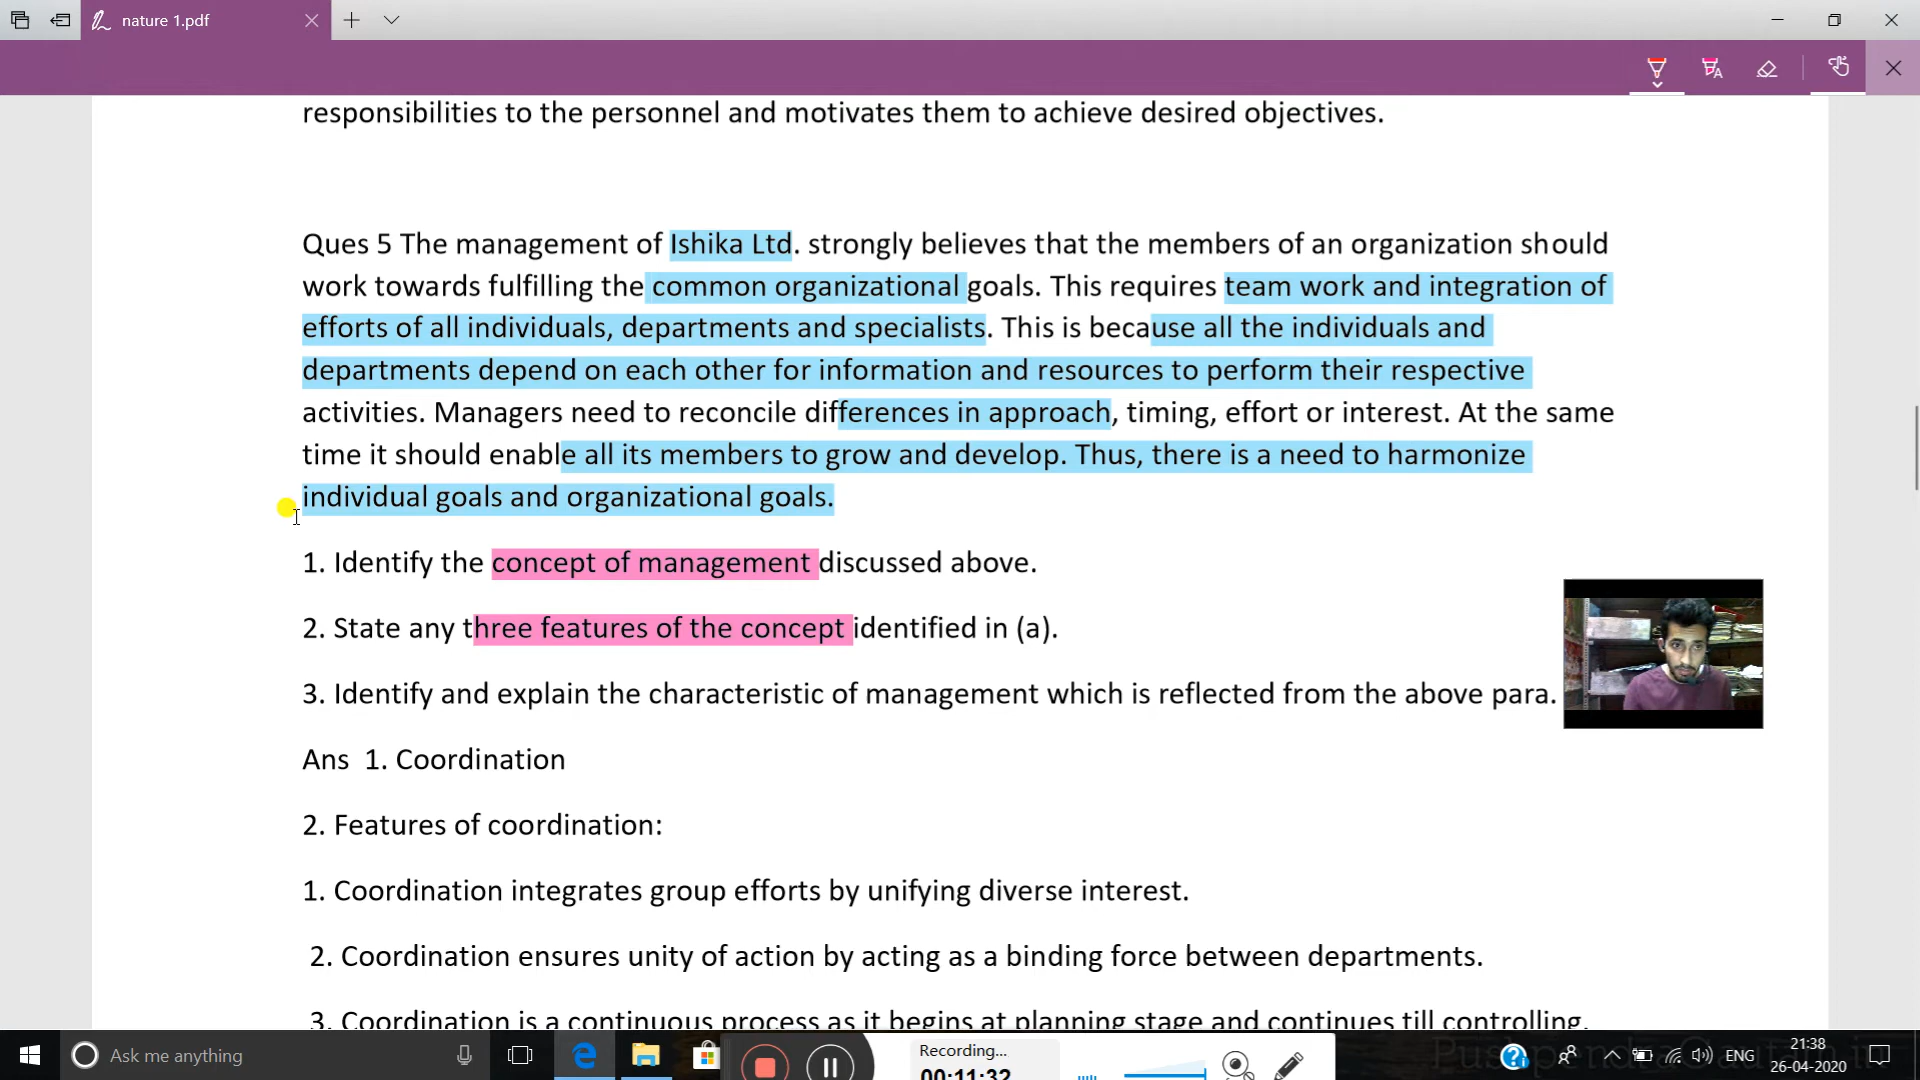 nature 1.pdf
responsibilities to the personnel and motivates them to achieve desired objectives.
Ques 5 The management of Ishika Ltd. strongly believes that the members of an organization should
work towards fulfilling the common organizational goals. This requires team work and integration of
efforts of all individuals, departments and specialists. This is because all the individuals and
departments depend on each other for information and resources to perform their respective
activities. Managers need to reconcile differences in approach, timing, effort or interest. At the same
time it should enable all its members to grow and develop. Thus, there is a need to harmonize
individual goals and organizational goals.
1. Identify the concept of management discussed above.
2. State any three features of the concept identified in (a).
3. Identify and explain the characteristic of management which is reflected from the above para.
Ans 1. Coordination
2. Features of coordination:
1. Coordination integrates group efforts by unifying diverse interest.
2. Coordination ensures unity of action by acting as a binding force between departments.
3. Coordination is a continuous process as it begins at planning stage and continues till controlling.
Ask me anything
Recording...
00:11:32
ENG
21:38
26-04-2020